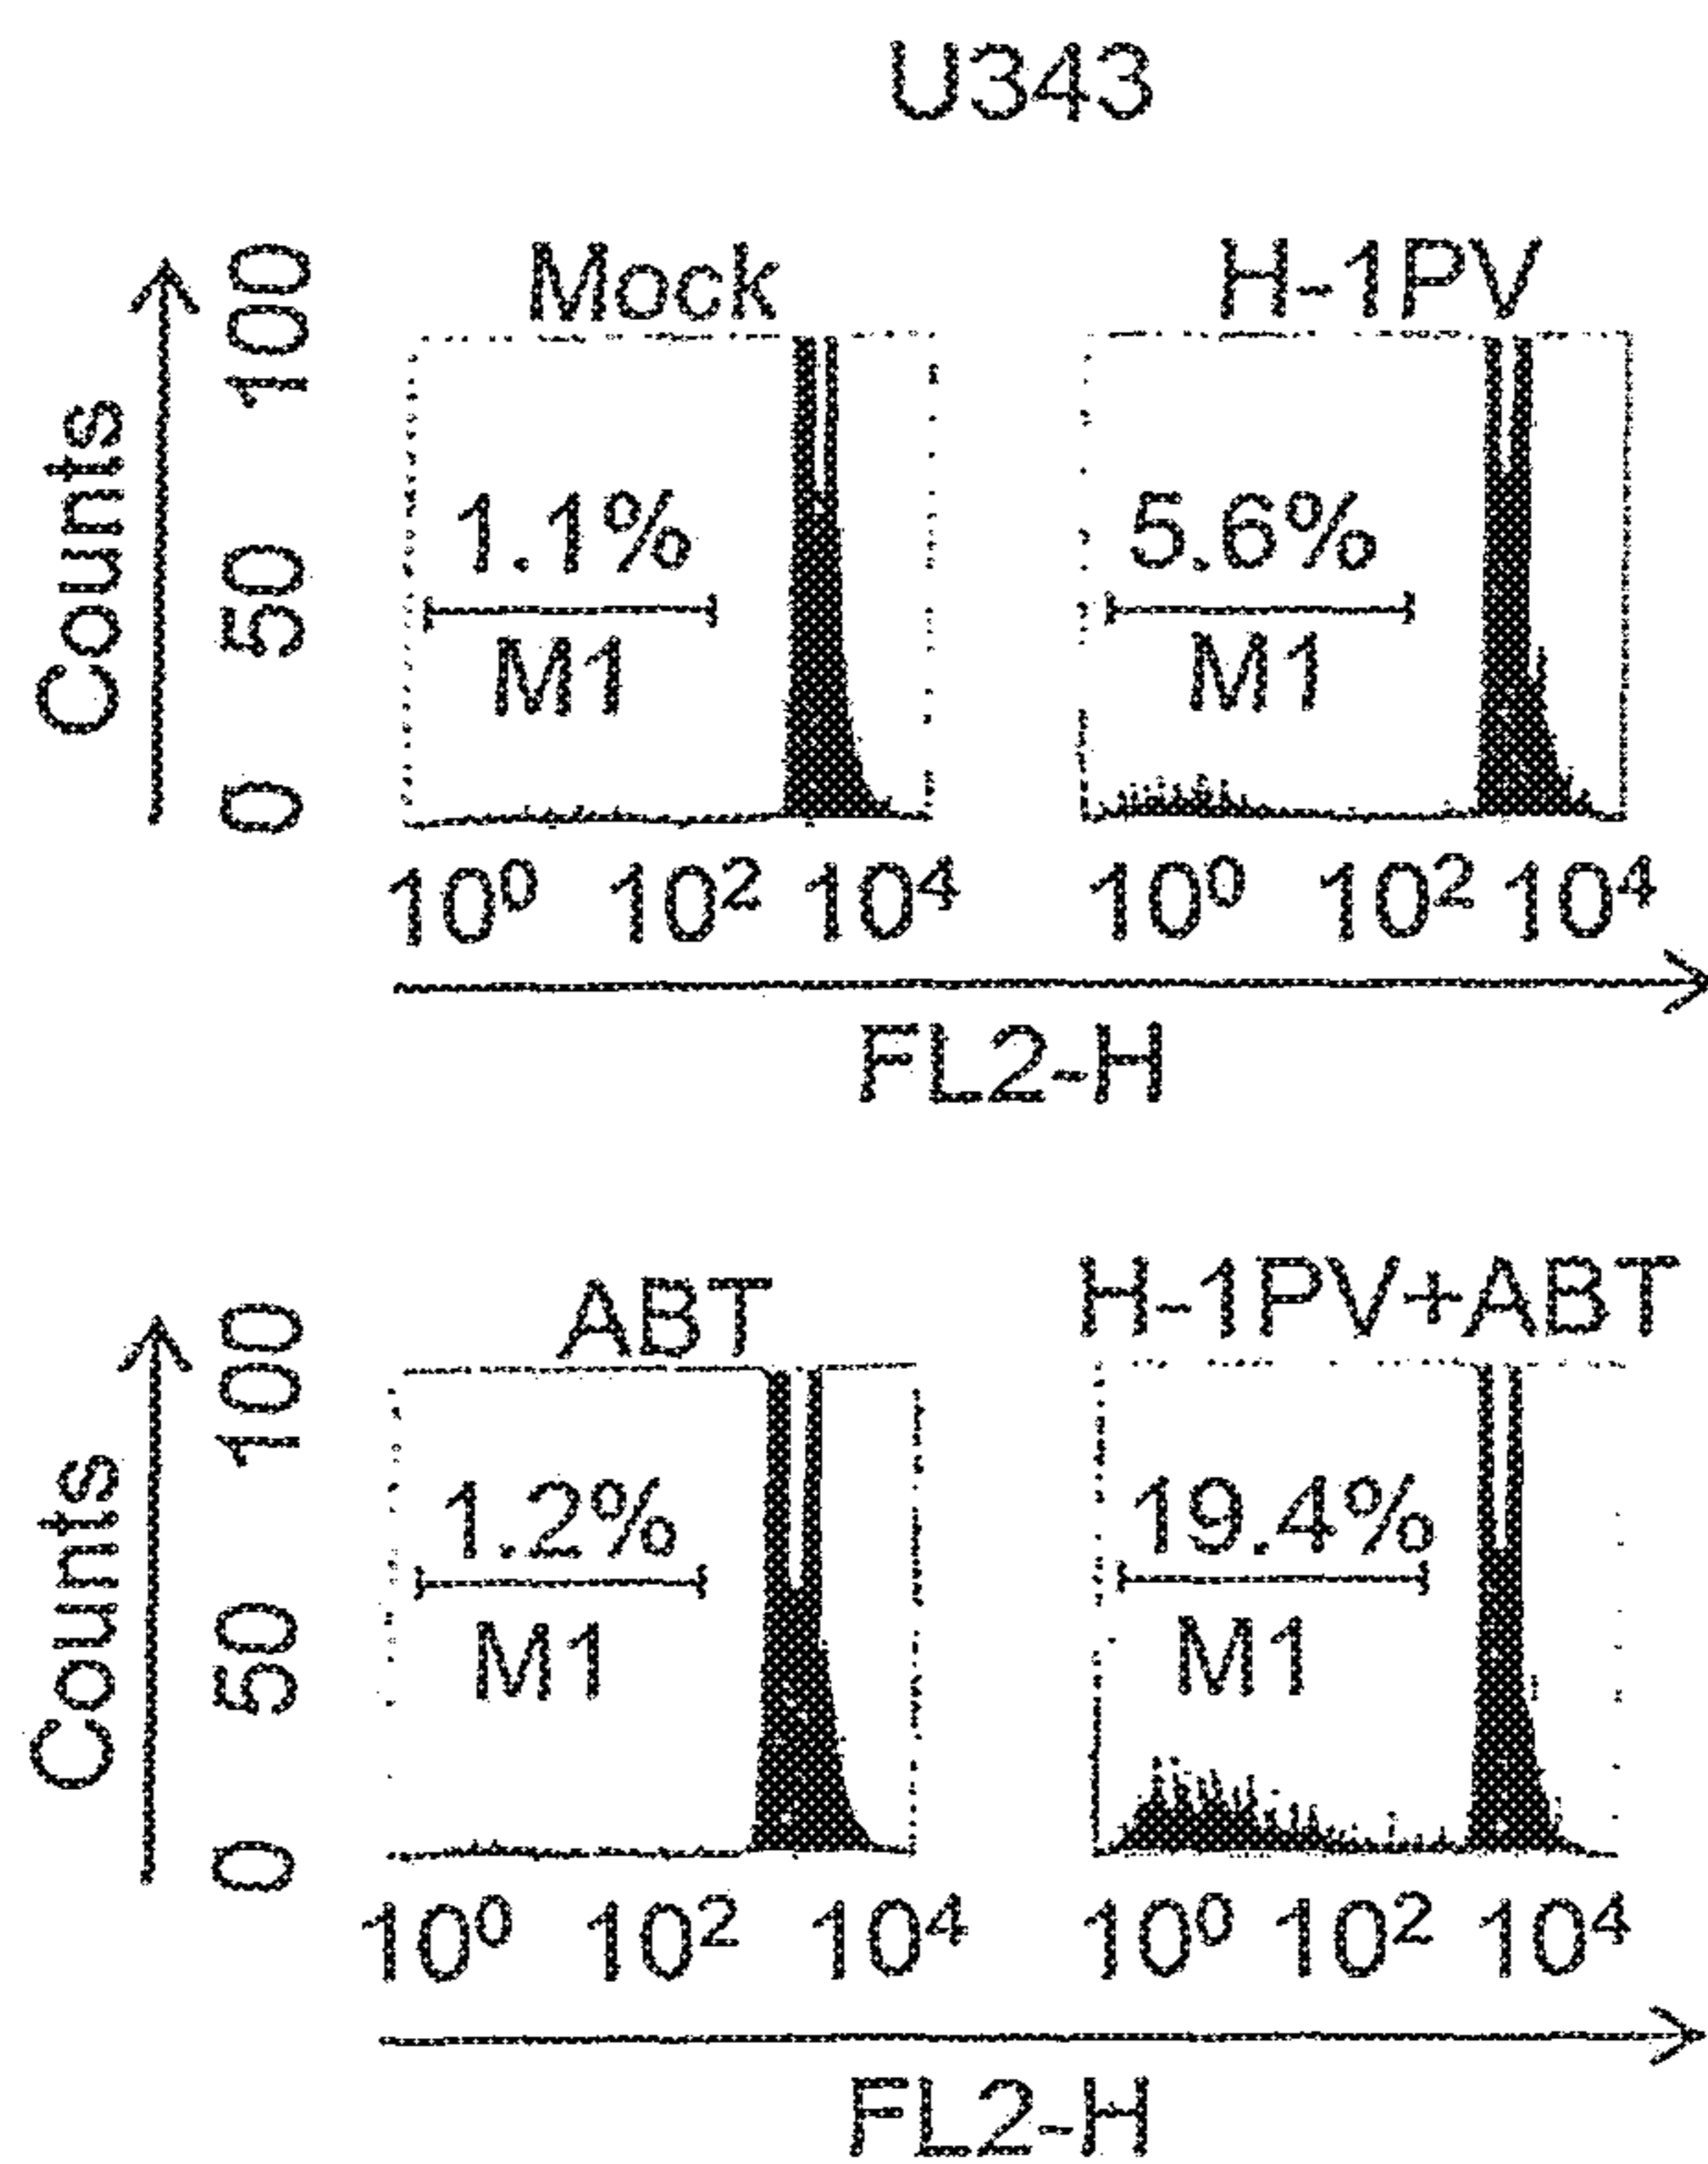 U343
Mock H-1PV
Counts
0 50 100
1.1% 5.6%
M1 M1
10⁰ 10² 10⁴ 10⁰ 10² 10⁴
FL2-H
ABT H-1PV+ABT
Counts
0 50 100
1.2% 19.4%
M1 M1
10⁰ 10² 10⁴ 10⁰ 10² 10⁴
FL2-H